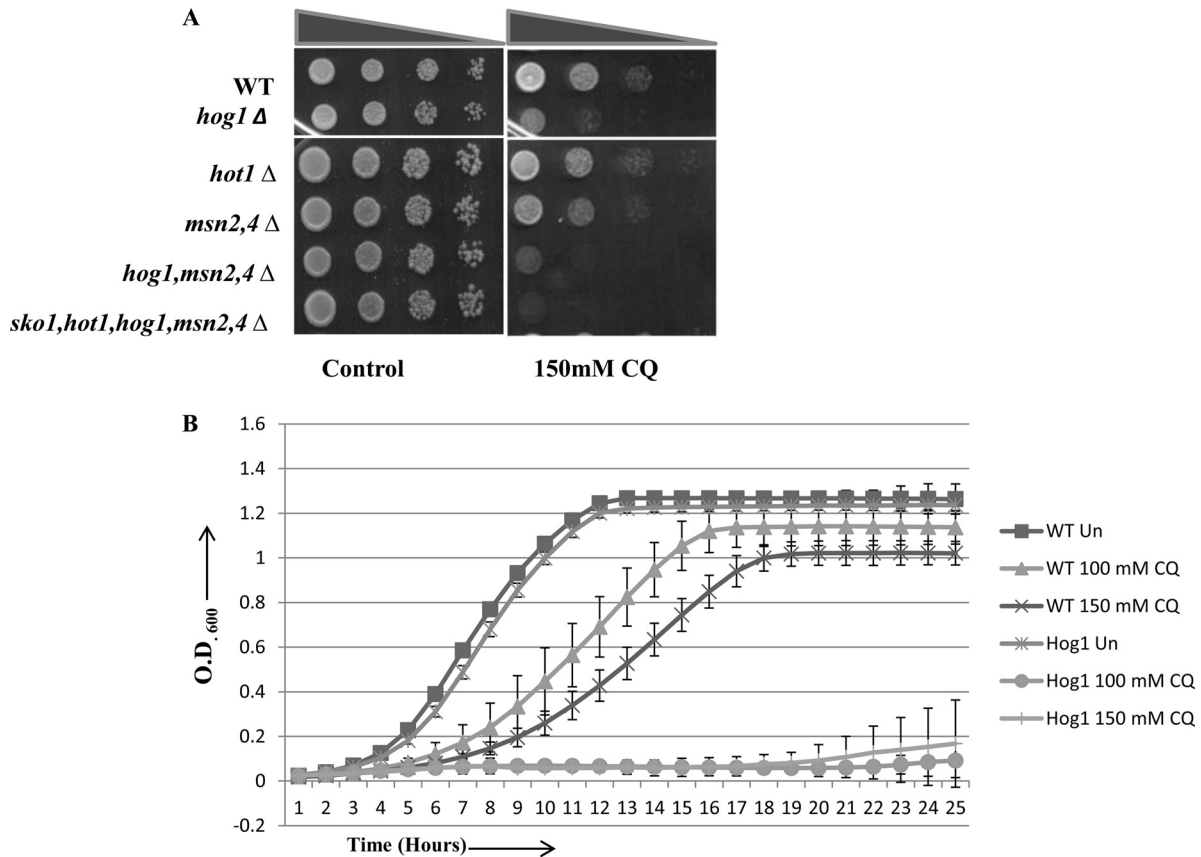 A
WT
hog1 Δ
hot1 Δ
msn2,4 Δ
hog1,msn2,4 Δ
sko1,hot1,hog1,msn2,4 Δ
Control 150mM CQ
B
1.6
1.4
1.2
1
0.8
0.6
0.4
0.2
0
-0.2
O.D.600
1 2 3 4 5 6 7 8 9 10 11 12 13 14 15 16 17 18 19 20 21 22 23 24 25
Time (Hours)
WT Un
WT 100 mM CQ
WT 150 mM CQ
Hog1 Un
Hog1 100 mM CQ
Hog1 150 mM CQ